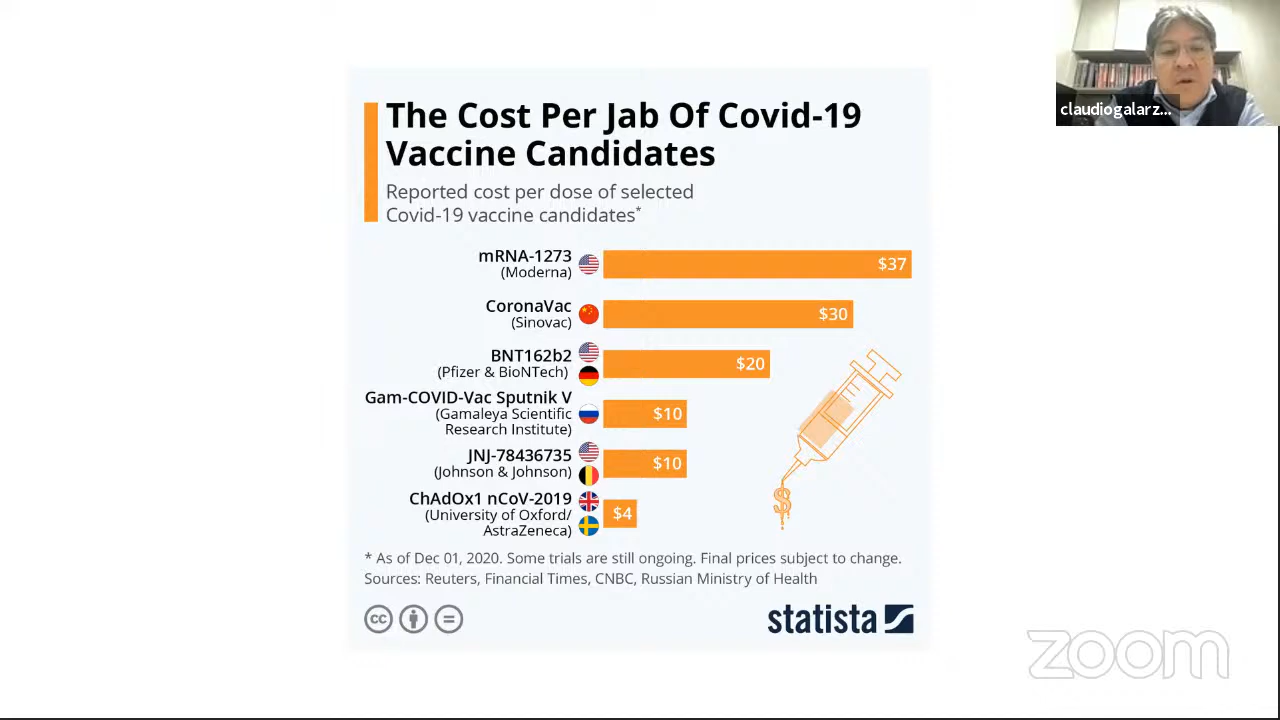 The Cost Per Jab Of Covid-19
Vaccine Candidates
Reported cost per dose of selected
Covid-19 vaccine candidates*
mRNA-1273
(Moderna)
$37
CoronaVac
(Sinovac)
$30
BNT162b2
(Pfizer & BioNTech)
$20
Gam-COVID-Vac Sputnik V
(Gamaleya Scientific
Research Institute)
$10
JNJ-78436735
(Johnson & Johnson)
$10
ChAdOx1 nCoV-2019
(University of Oxford/
AstraZeneca)
$4
$
* As of Dec 01, 2020. Some trials are still ongoing. Final prices subject to change.
Sources: Reuters, Financial Times, CNBC, Russian Ministry of Health
cc
statista
claudiogalarz...
zoom